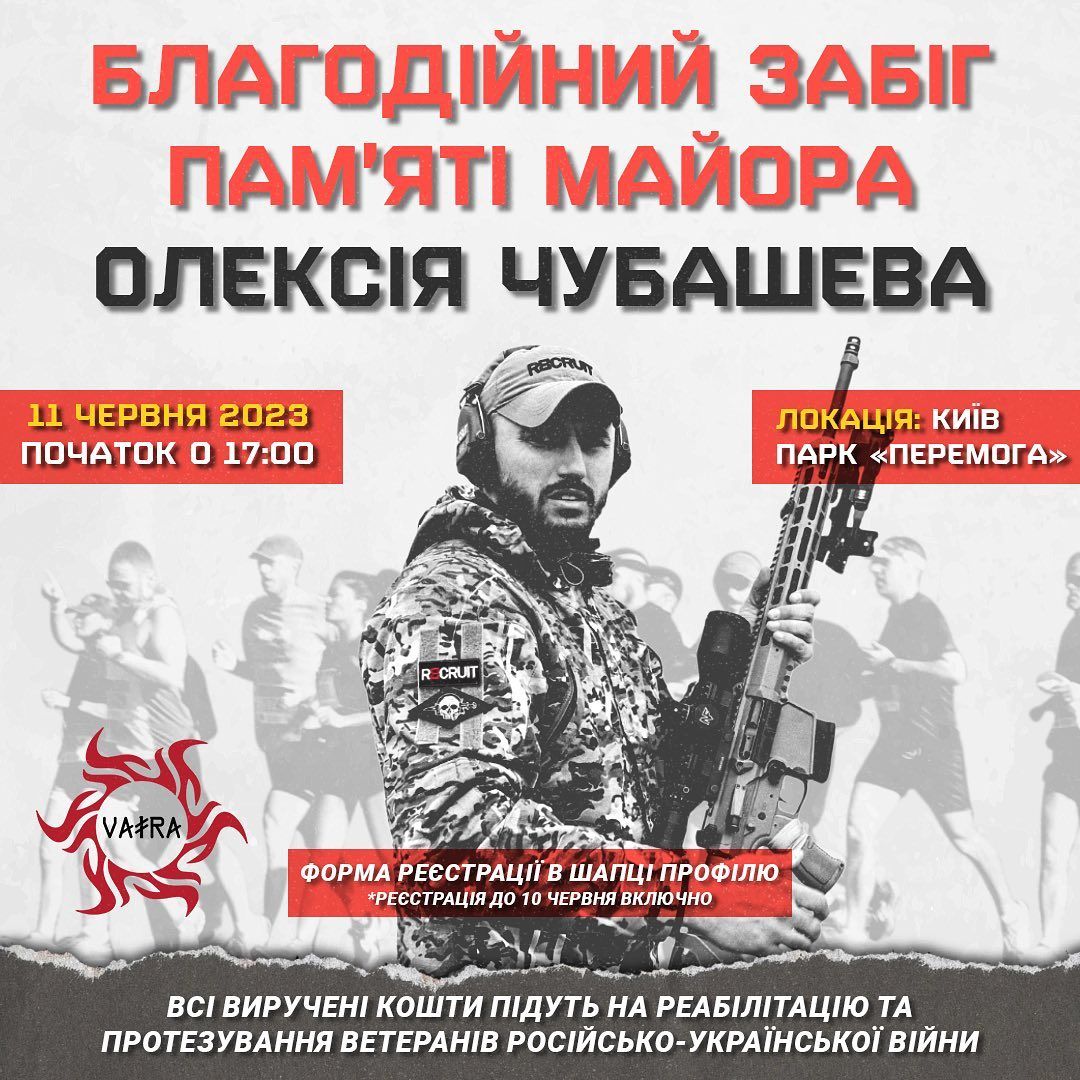 БЛАГОДІЙНИЙ ЗАБІГ
ПАМ'ЯТІ МАЙОРА
ОЛЕКСІЯ ЧУБАШЕВА
11 ЧЕРВНЯ 2023
ПОЧАТОК О 17:00
ЛОКАЦІЯ: КИЇВ
ПАРК «ПЕРЕМОГА»
RECRUIT
RECRUIT
VATRA
ФОРМА РЕЄСТРАЦІЇ В ШАПЦІ ПРОФІЛЮ
*РЕЄСТРАЦІЯ ДО 10 ЧЕРВНЯ ВКЛЮЧНО
ВСІ ВИРУЧЕНІ КОШТИ ПІДУТЬ НА РЕАБІЛІТАЦІЮ ТА
ПРОТЕЗУВАННЯ ВЕТЕРАНІВ РОСІЙСЬКО-УКРАЇНСЬКОЇ ВІЙНИ